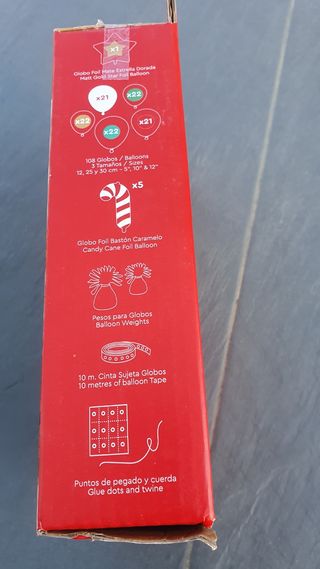 x1
Globo Foil Mate Estrella Dorada
Matt Gold Star Foil Balloon
x21
x22
x22
x22
x21
108 Globos / Balloons
3 Tamaños / Sizes
12, 25 y 30 cm - 5", 10" & 12"
x5
Globo Foil Bastón Caramelo
Candy Cane Foil Balloon
Pesos para Globos
Balloon Weights
10 m. Cinta Sujeta Globos
10 metres of balloon Tape
Puntos de pegado y cuerda
Glue dots and twine